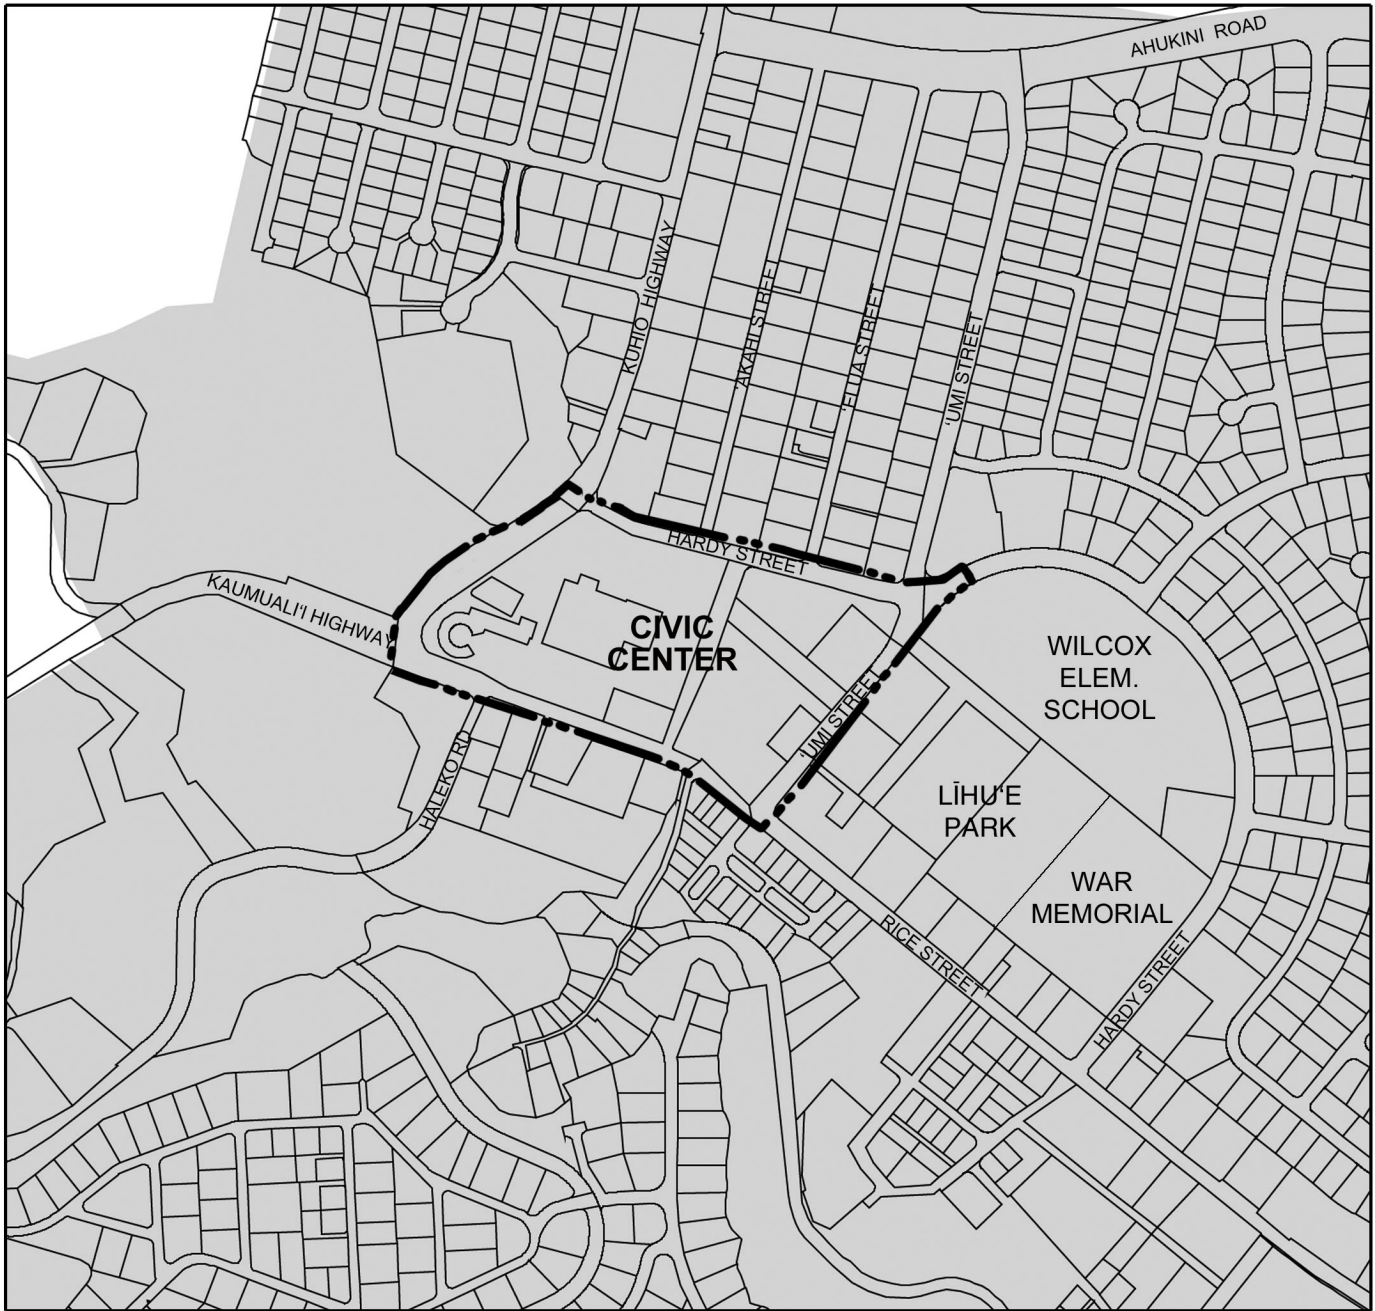 AHUKINI ROAD
KUHIO HIGHWAY
'AKAHI STREET
'ELUA STREET
'UMI STREET
HARDY STREET
KAUMUALI'I HIGHWAY
CIVIC
CENTER
WILCOX
ELEM.
SCHOOL
'UMI STREET
HALEKO RD
LĪHU'E
PARK
WAR
MEMORIAL
RICE STREET
HARDY STREET